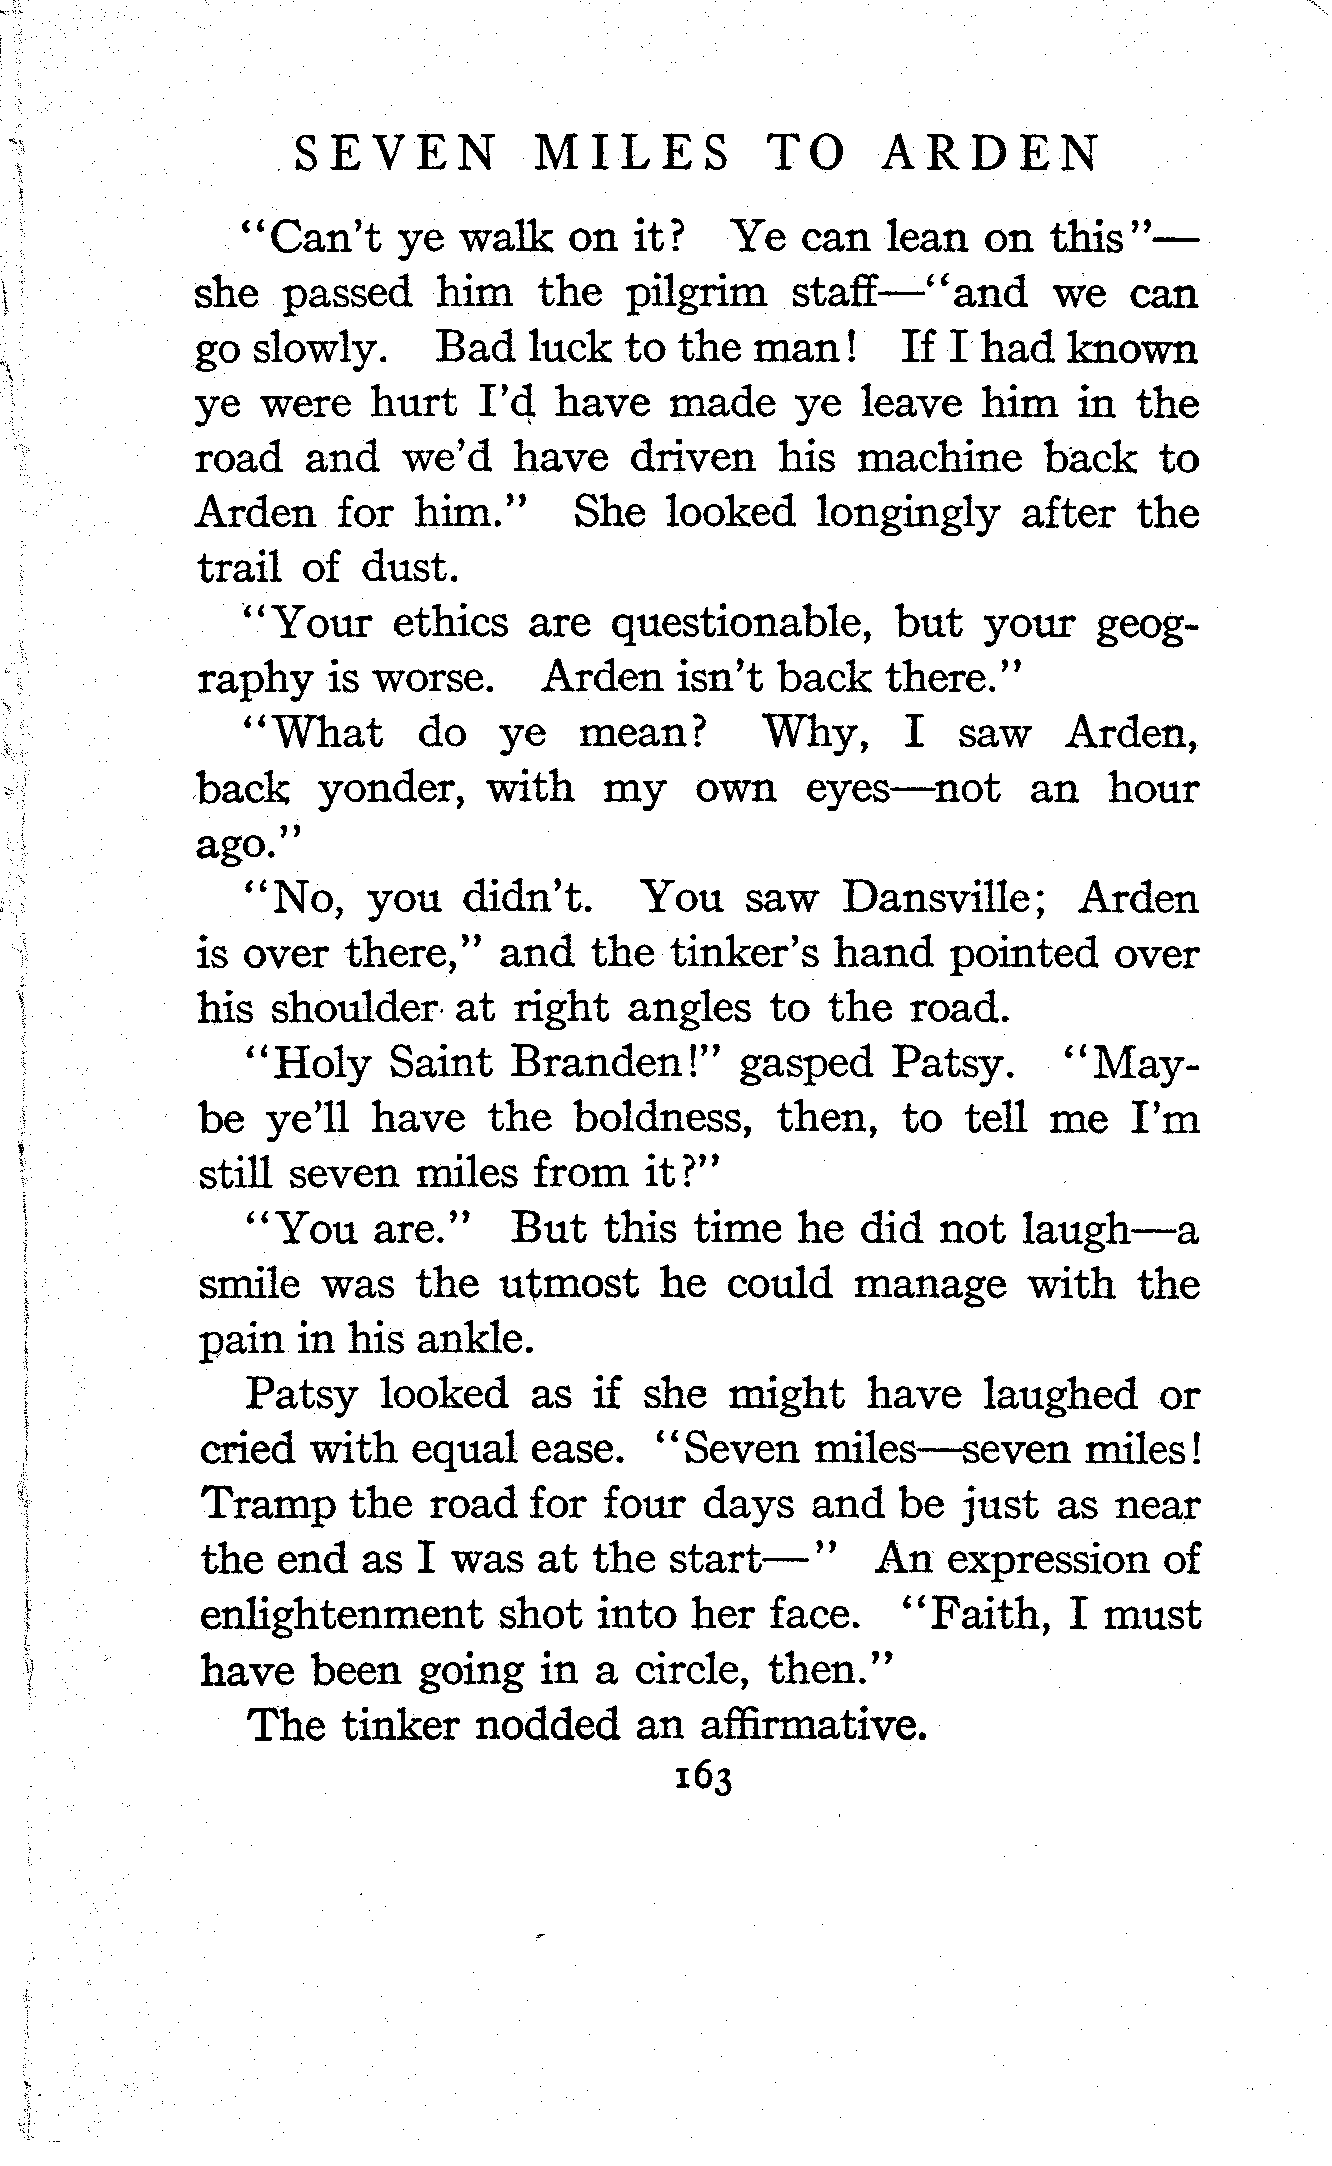 SEVEN MILES TO ARDEN
“Can’t ye walk on it? Ye can lean on this”—
she passed him the pilgrim staff—“and we can
go slowly. Bad luck to the man! If I had known
ye were hurt I’d have made ye leave him in the
road and we’d have driven his machine back to
Arden for him.” She looked longingly after the
trail of dust.
“Your ethics are questionable, but your geog-
raphy is worse. Arden isn’t back there.”
“What do ye mean? Why, I saw Arden,
back yonder, with my own eyes—not an hour
ago.”
“No, you didn’t. You saw Dansville; Arden
is over there,” and the tinker’s hand pointed over
his shoulder at right angles to the road.
“Holy Saint Branden!” gasped Patsy. “May-
be ye’ll have the boldness, then, to tell me I’m
still seven miles from it?”
“You are.” But this time he did not laugh—a
smile was the utmost he could manage with the
pain in his ankle.
Patsy looked as if she might have laughed or
cried with equal ease. “Seven miles—seven miles!
Tramp the road for four days and be just as near
the end as I was at the start—” An expression of
enlightenment shot into her face. “Faith, I must
have been going in a circle, then.”
The tinker nodded an affirmative.
163